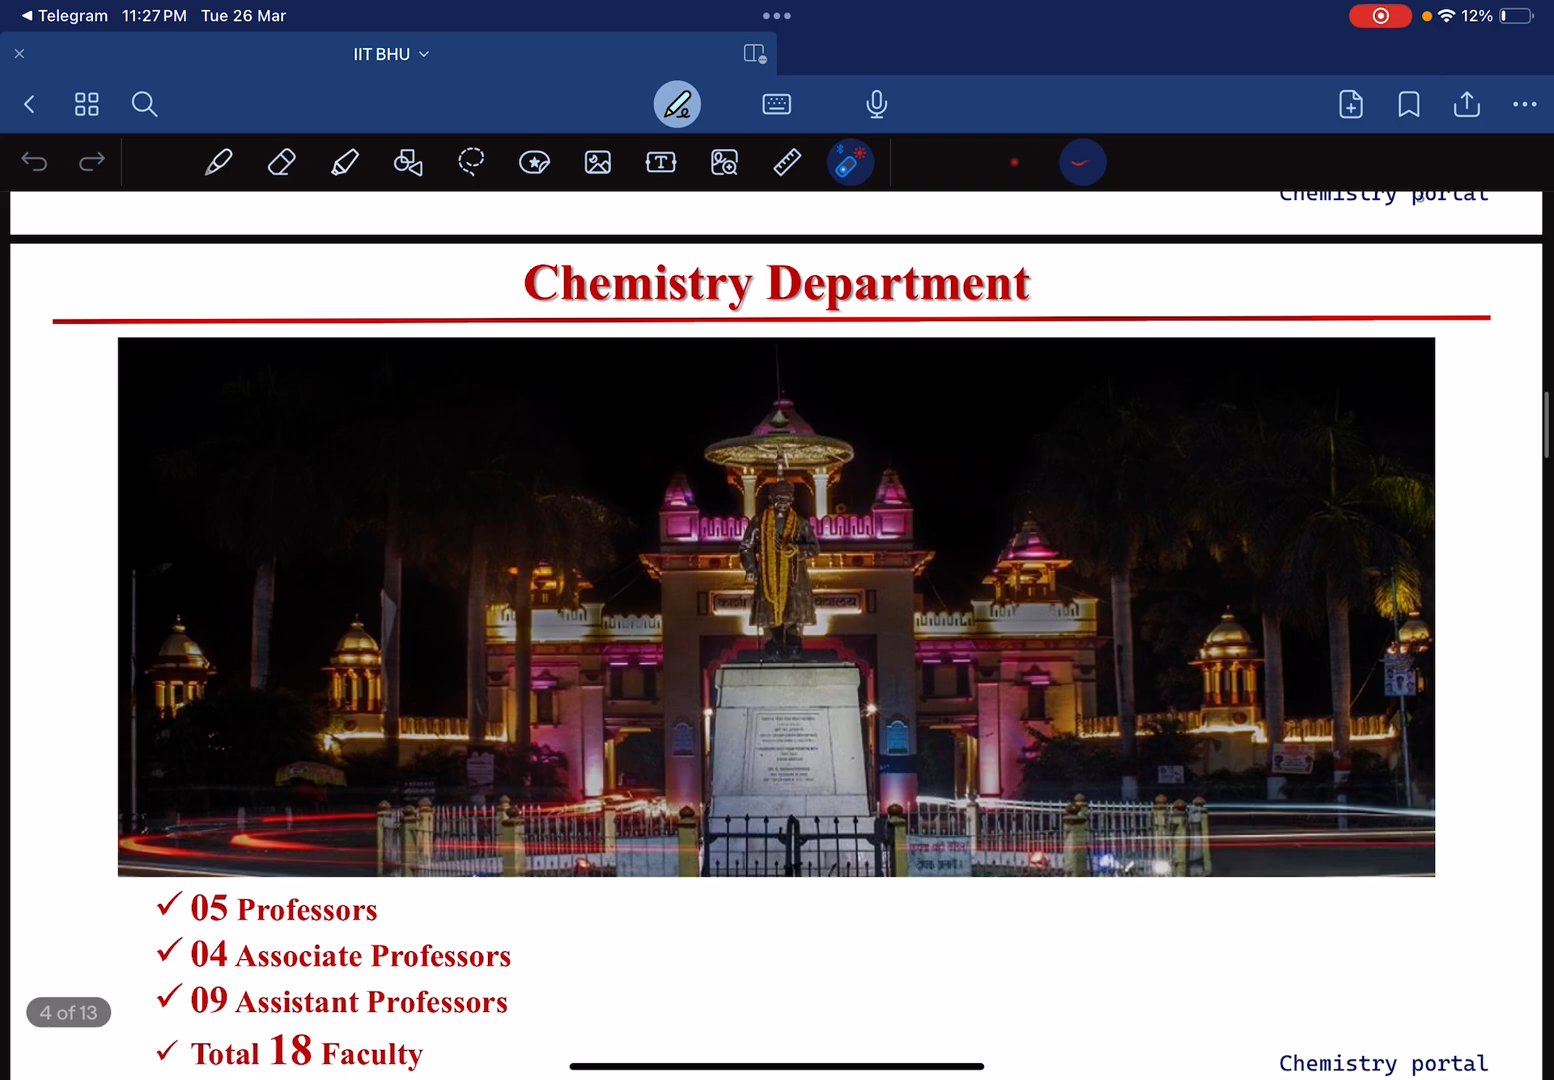 Telegram 11:27 PM Tue 26 Mar
12%
IIT BHU
Chemistry portal
Chemistry Department
✓ 05 Professors
✓ 04 Associate Professors
✓ 09 Assistant Professors
✓ Total 18 Faculty
4 of 13
Chemistry portal